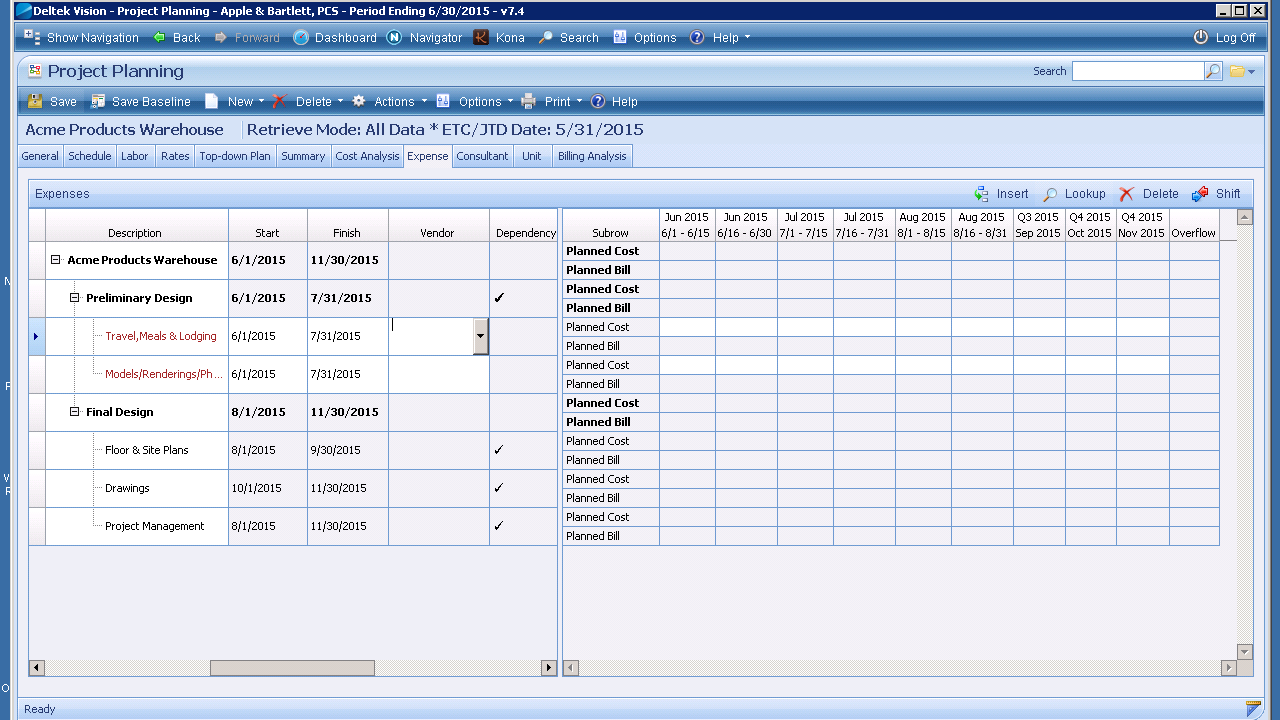 Deltek Vision - Project Planning - Apple & Bartlett, PCS - Period Ending 6/30/2015 - v7.4
Show Navigation Back Forward Dashboard Navigator Kona Search Options Help Log Off
Project Planning Search
Save Save Baseline New Delete Actions Options Print Help
Acme Products Warehouse Retrieve Mode: All Data * ETC/JTD Date: 5/31/2015
General Schedule Labor Rates Top-down Plan Summary Cost Analysis Expense Consultant Unit Billing Analysis
Expenses Insert Lookup Delete Shift
Jun 2015 Jun 2015 Jul 2015 Jul 2015 Aug 2015 Aug 2015 Q3 2015 Q4 2015 Q4 2015
Description Start Finish Vendor Dependency Subrow 6/1 - 6/15 6/16 - 6/30 7/1 - 7/15 7/16 - 7/31 8/1 - 8/15 8/16 - 8/31 Sep 2015 Oct 2015 Nov 2015 Overflow
Acme Products Warehouse 6/1/2015 11/30/2015 Planned Cost
Planned Bill
Preliminary Design 6/1/2015 7/31/2015 ✓ Planned Cost
Planned Bill
Travel,Meals & Lodging 6/1/2015 7/31/2015 Planned Cost
Planned Bill
Models/Renderings/Ph... 6/1/2015 7/31/2015 Planned Cost
Planned Bill
Final Design 8/1/2015 11/30/2015 Planned Cost
Planned Bill
Floor & Site Plans 8/1/2015 9/30/2015 ✓ Planned Cost
Planned Bill
Drawings 10/1/2015 11/30/2015 ✓ Planned Cost
Planned Bill
Project Management 8/1/2015 11/30/2015 ✓ Planned Cost
Planned Bill
Ready